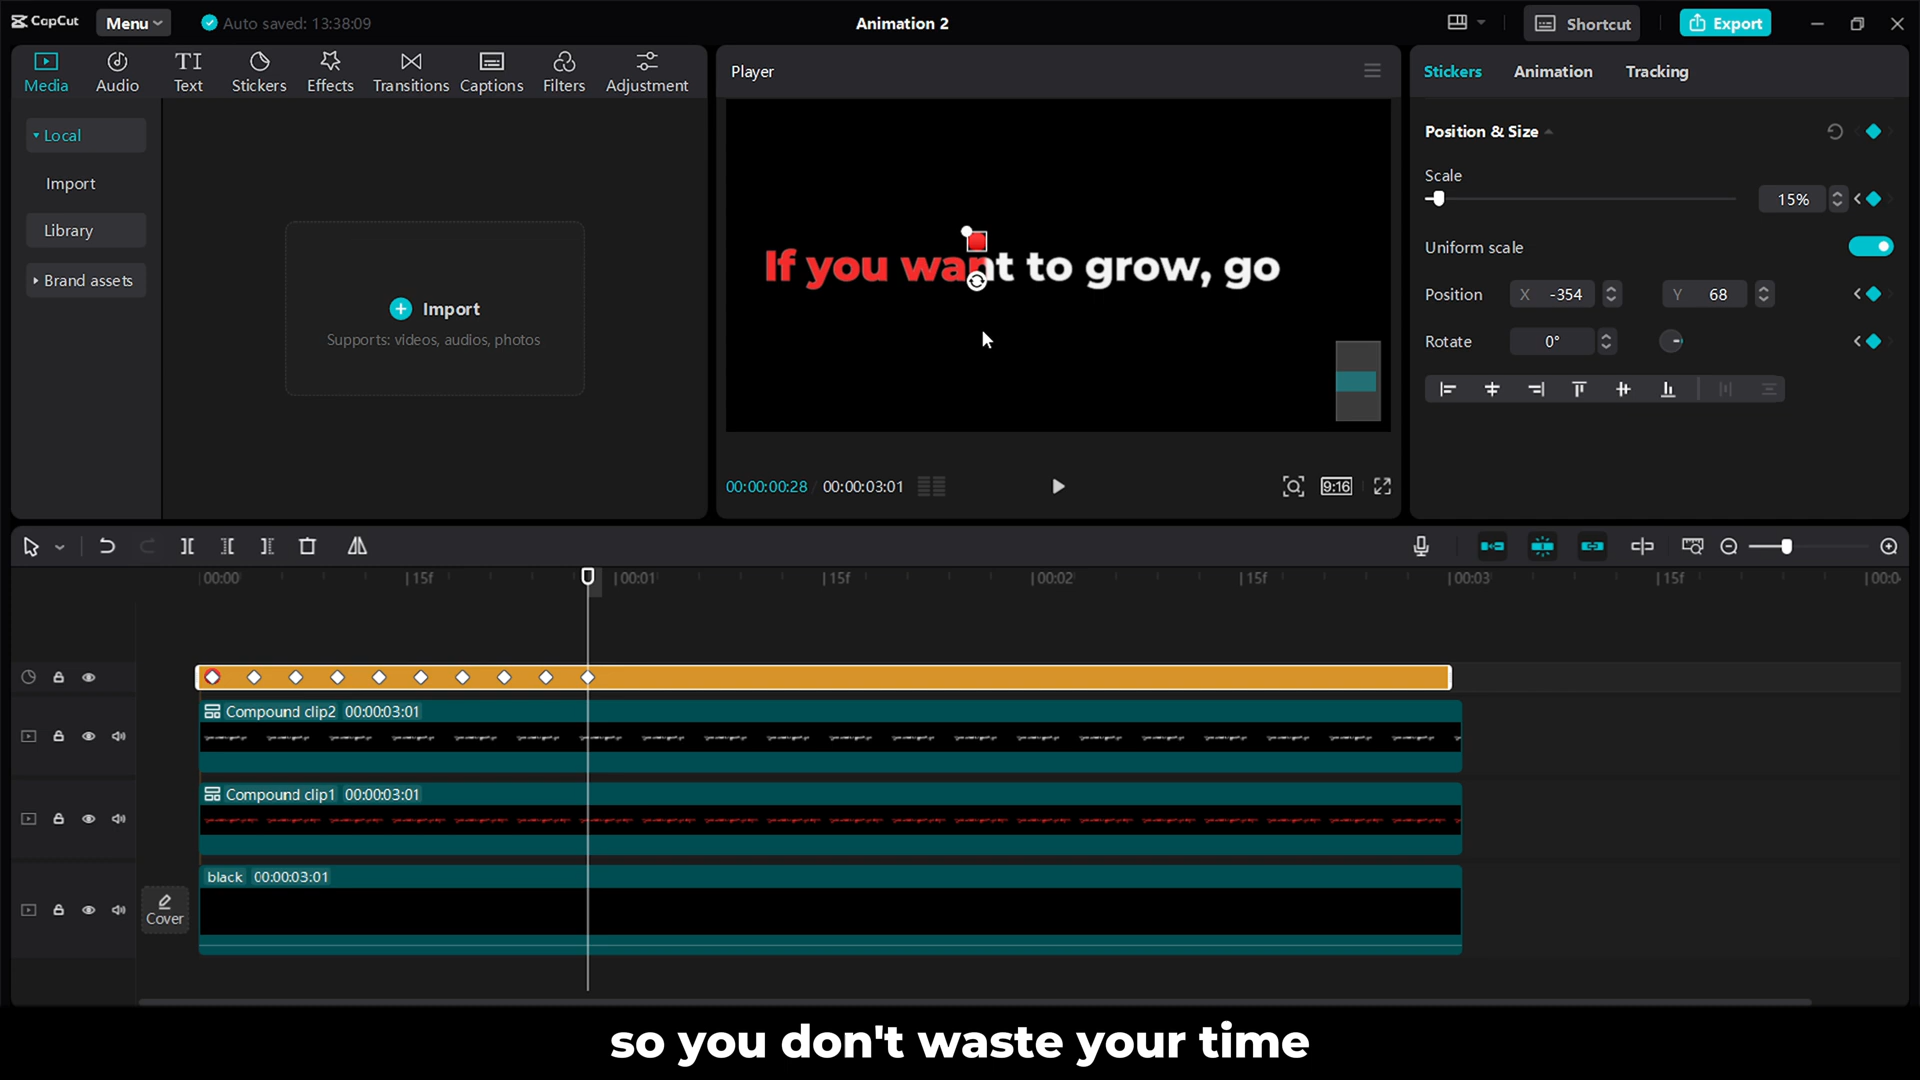 CapCut
Menu
Auto saved: 13:38:09
Animation 2
Shortcut
Export
Media
Audio
Text
Stickers
Effects
Transitions
Captions
Filters
Adjustment
Local
Import
Library
Brand assets
Import
Supports: videos, audios, photos
Player
If you want to grow, go
00:00:00:28
00:00:03:01
9:16
Stickers
Animation
Tracking
Position & Size
Scale
15%
Uniform scale
Position
X -354
Y 68
Rotate
0°
00:00
15f
00:01
15f
00:02
15f
00:03
15f
Compound clip2 00:00:03:01
Compound clip1 00:00:03:01
black 00:00:03:01
Cover
so you don't waste your time